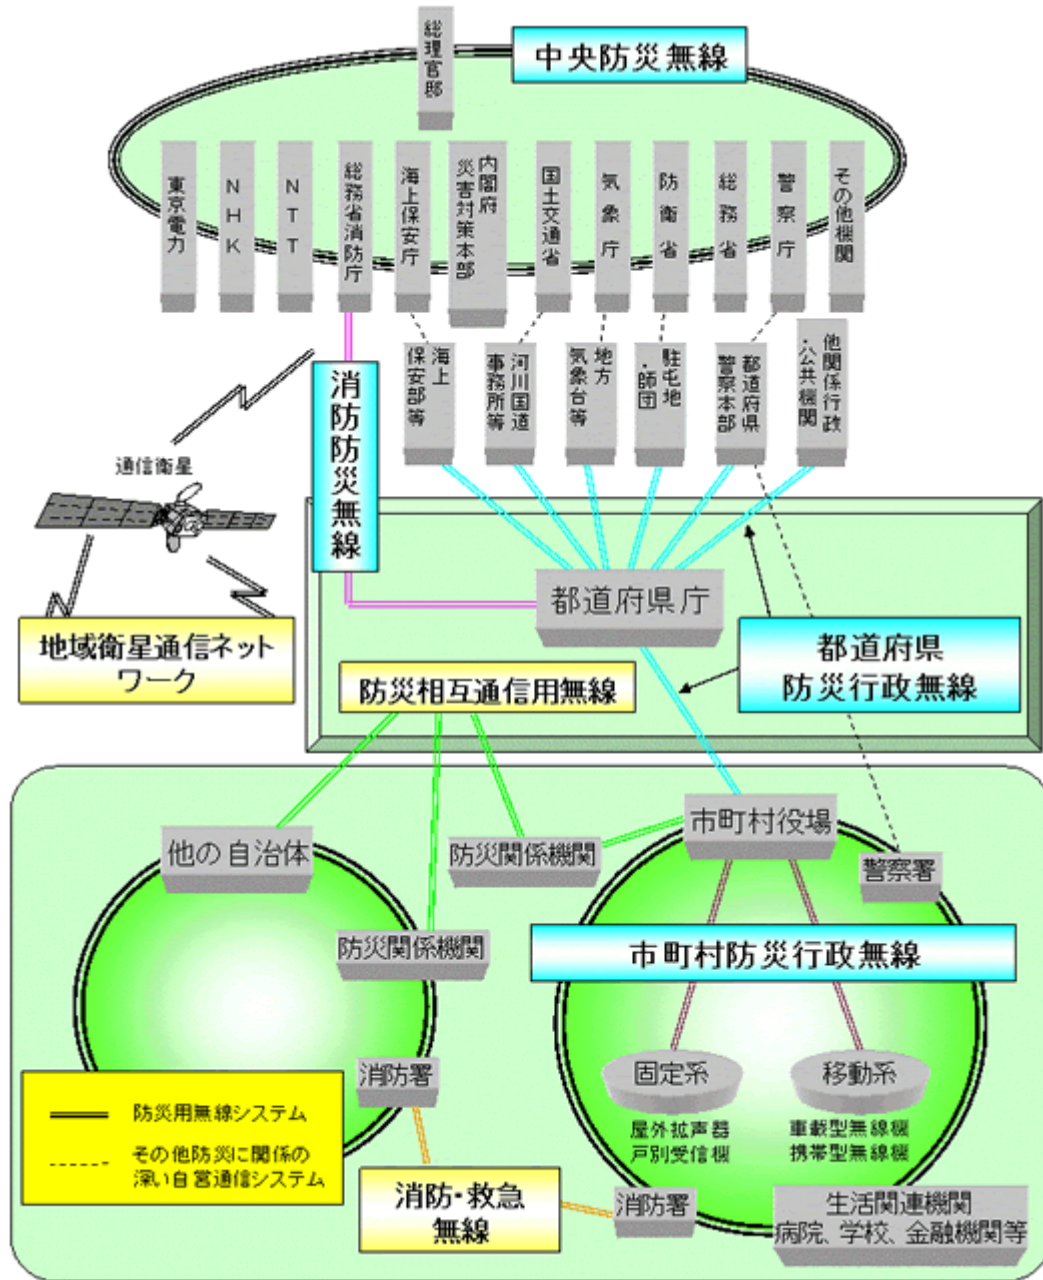 総理官邸
中央防災無線
東京電力
NHK
NTT
総務省消防庁
海上保安庁
内閣府
災害対策本部
国土交通省
気象庁
防衛省
総務省
警察庁
その他機関
海上
保安部等
河川国道
事務所等
地方
気象台等
駐屯地
・師団
都道府県
警察本部
他関係行政
・公共機関
消防防災無線
通信衛星
都道府県庁
地域衛星通信ネット
ワーク
防災相互通信用無線
都道府県
防災行政無線
他の自治体
防災関係機関
市町村役場
警察署
防災関係機関
市町村防災行政無線
消防署
固定系
移動系
屋外拡声器
戸別受信機
車載型無線機
携帯型無線機
防災用無線システム
その他防災に関係の
深い自営通信システム
消防・救急
無線
消防署
生活関連機関
病院、学校、金融機関等